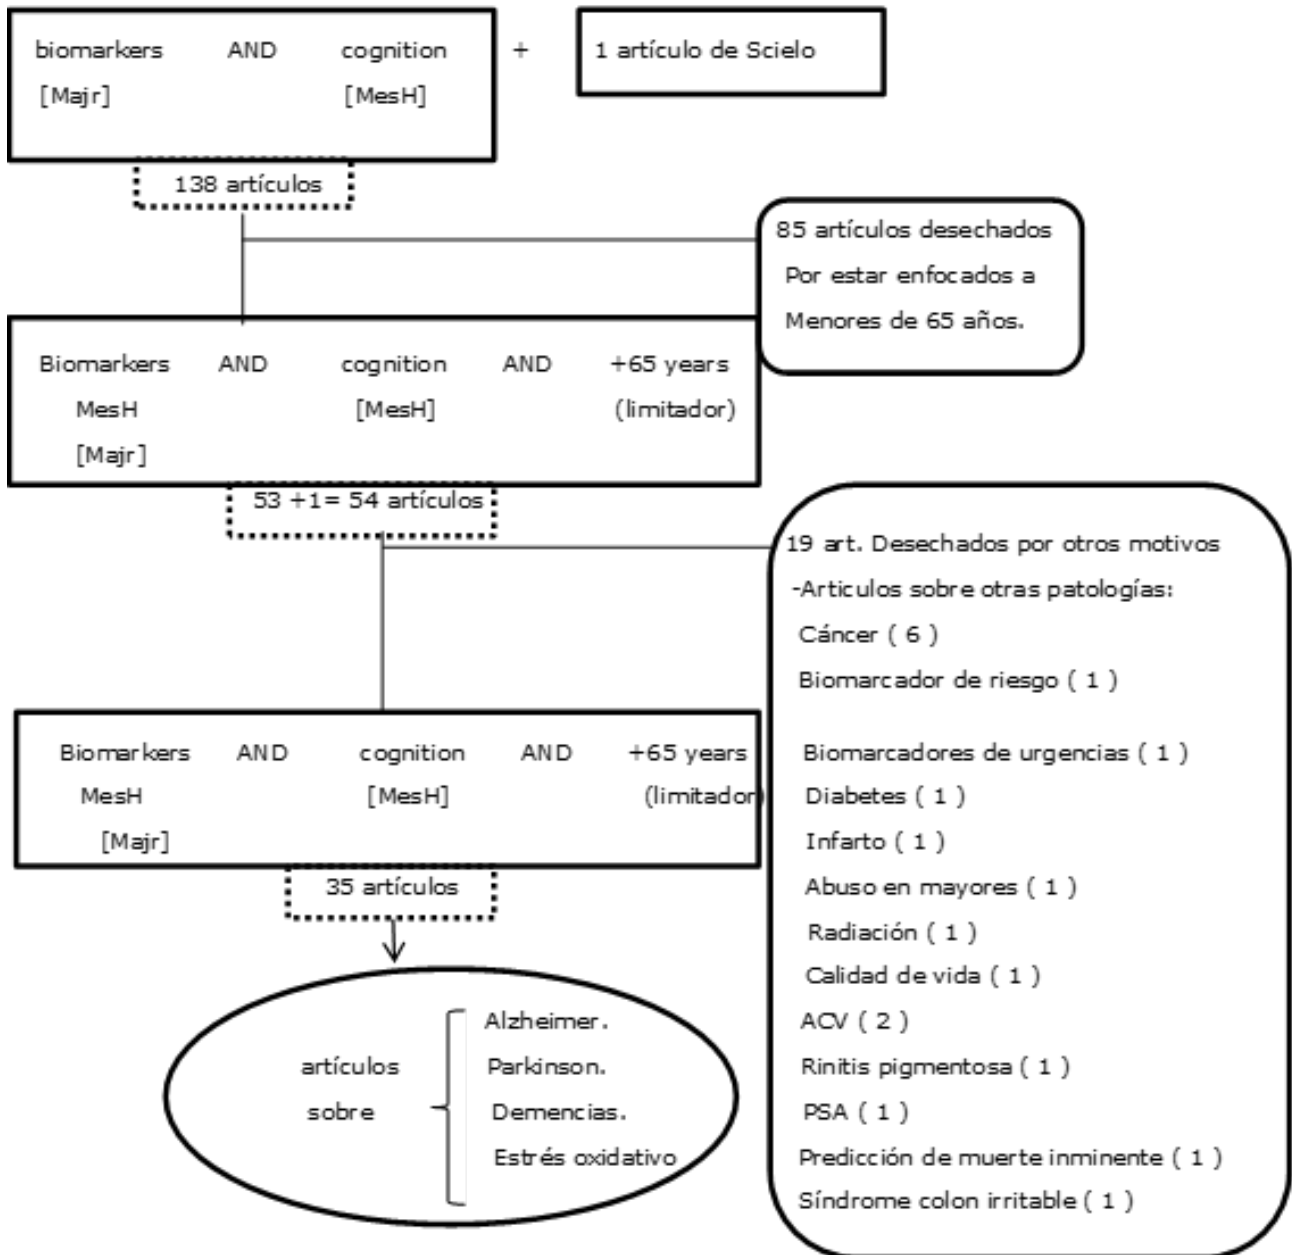 biomarkers AND cognition + 1 artículo de Scielo
[Majr] [MesH]
138 artículos
85 artículos desechados
Por estar enfocados a
Menores de 65 años.
Biomarkers AND cognition AND +65 years
MesH [MesH] (limitador)
[Majr]
53 +1= 54 artículos
19 art. Desechados por otros motivos
-Articulos sobre otras patologías:
Cáncer ( 6 )
Biomarcador de riesgo ( 1 )
Biomarcadores de urgencias ( 1 )
Diabetes ( 1 )
Infarto ( 1 )
Abuso en mayores ( 1 )
Radiación ( 1 )
Calidad de vida ( 1 )
ACV ( 2 )
Rinitis pigmentosa ( 1 )
PSA ( 1 )
Predicción de muerte inminente ( 1 )
Síndrome colon irritable ( 1 )
Biomarkers AND cognition AND +65 years
MesH [MesH] (limitador)
[Majr]
35 artículos
artículos
sobre
Alzheimer.
Parkinson.
Demencias.
Estrés oxidativo